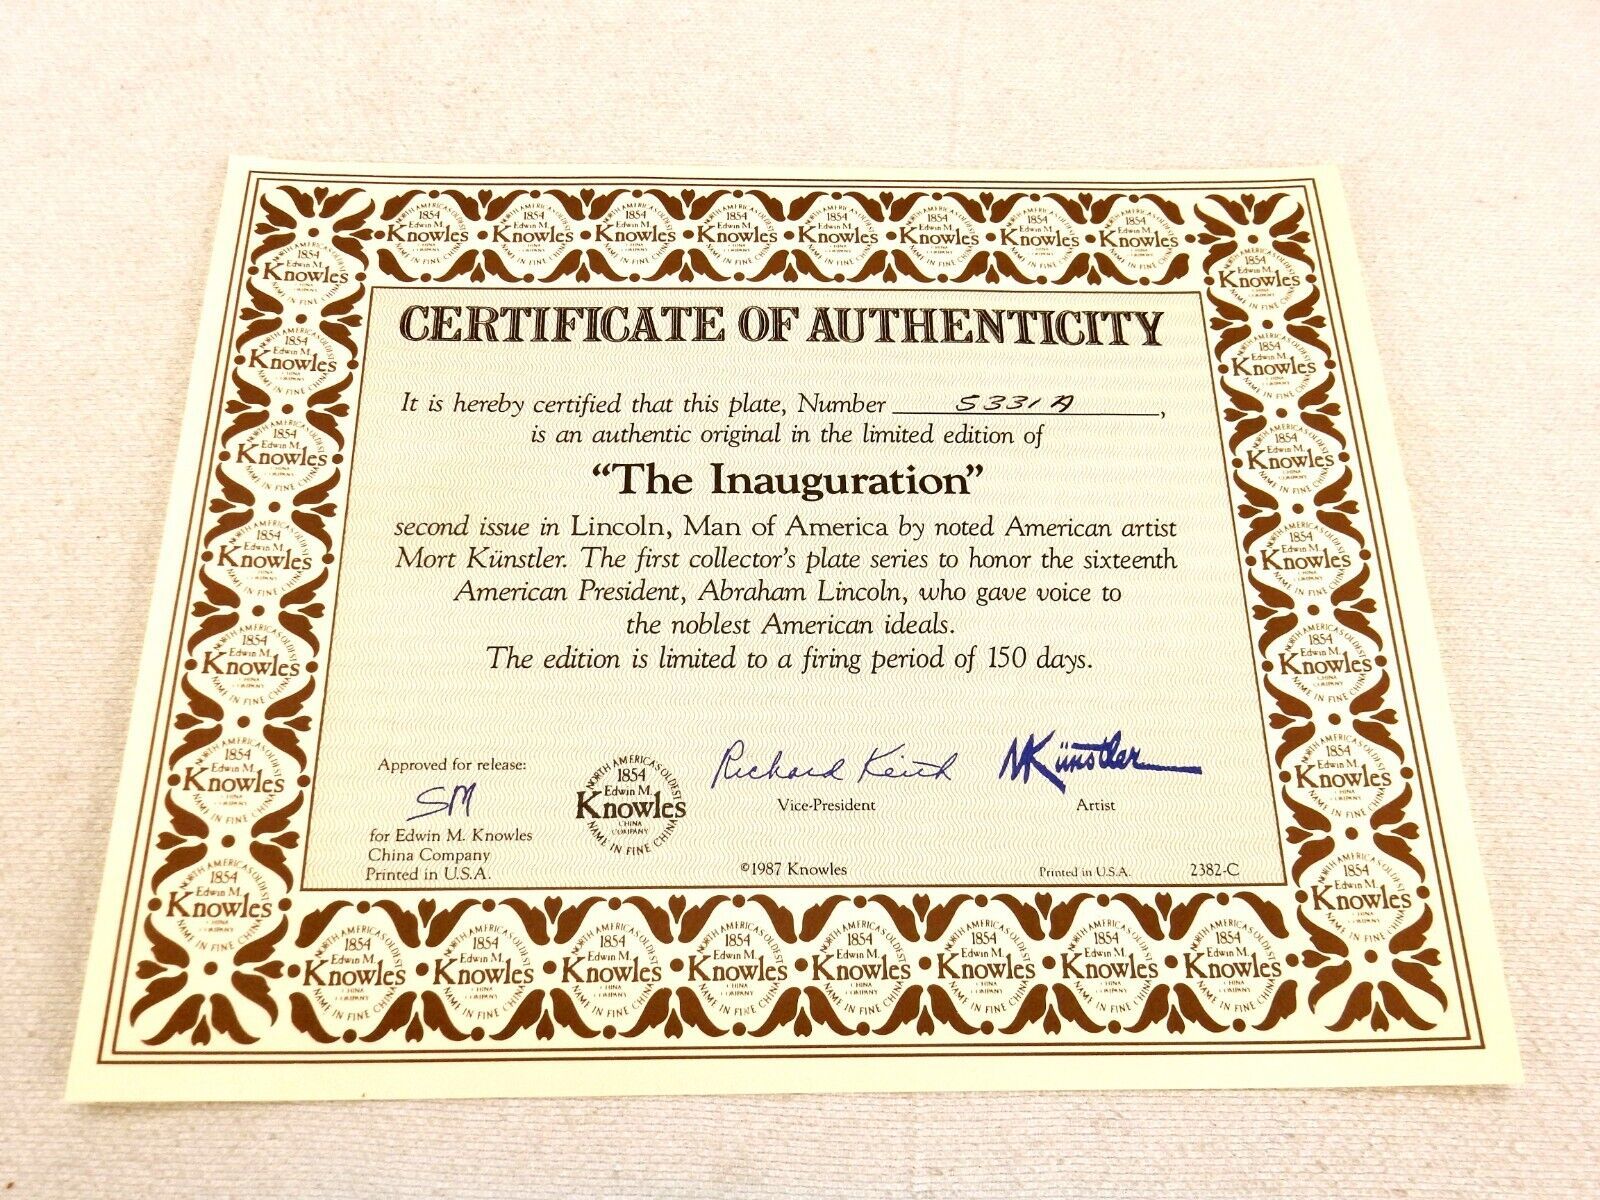 CERTIFICATE OF AUTHENTICITY
It is hereby certified that this plate, Number 5331A,
is an authentic original in the limited edition of
“The Inauguration”
second issue in Lincoln, Man of America by noted American artist
Mort Künstler. The first collector's plate series to honor the sixteenth
American President, Abraham Lincoln, who gave voice to
the noblest American ideals.
The edition is limited to a firing period of 150 days.
Approved for release:
SM
for Edwin M. Knowles
China Company
Printed in U.S.A.
NORTH AMERICA'S OLDEST
1854
Edwin M.
Knowles
CHINA
COMPANY
NAME IN FINE CHINA
Richard Keith
Vice-President
MKünstler
Artist
©1987 Knowles
Printed in U.S.A.
2382-C